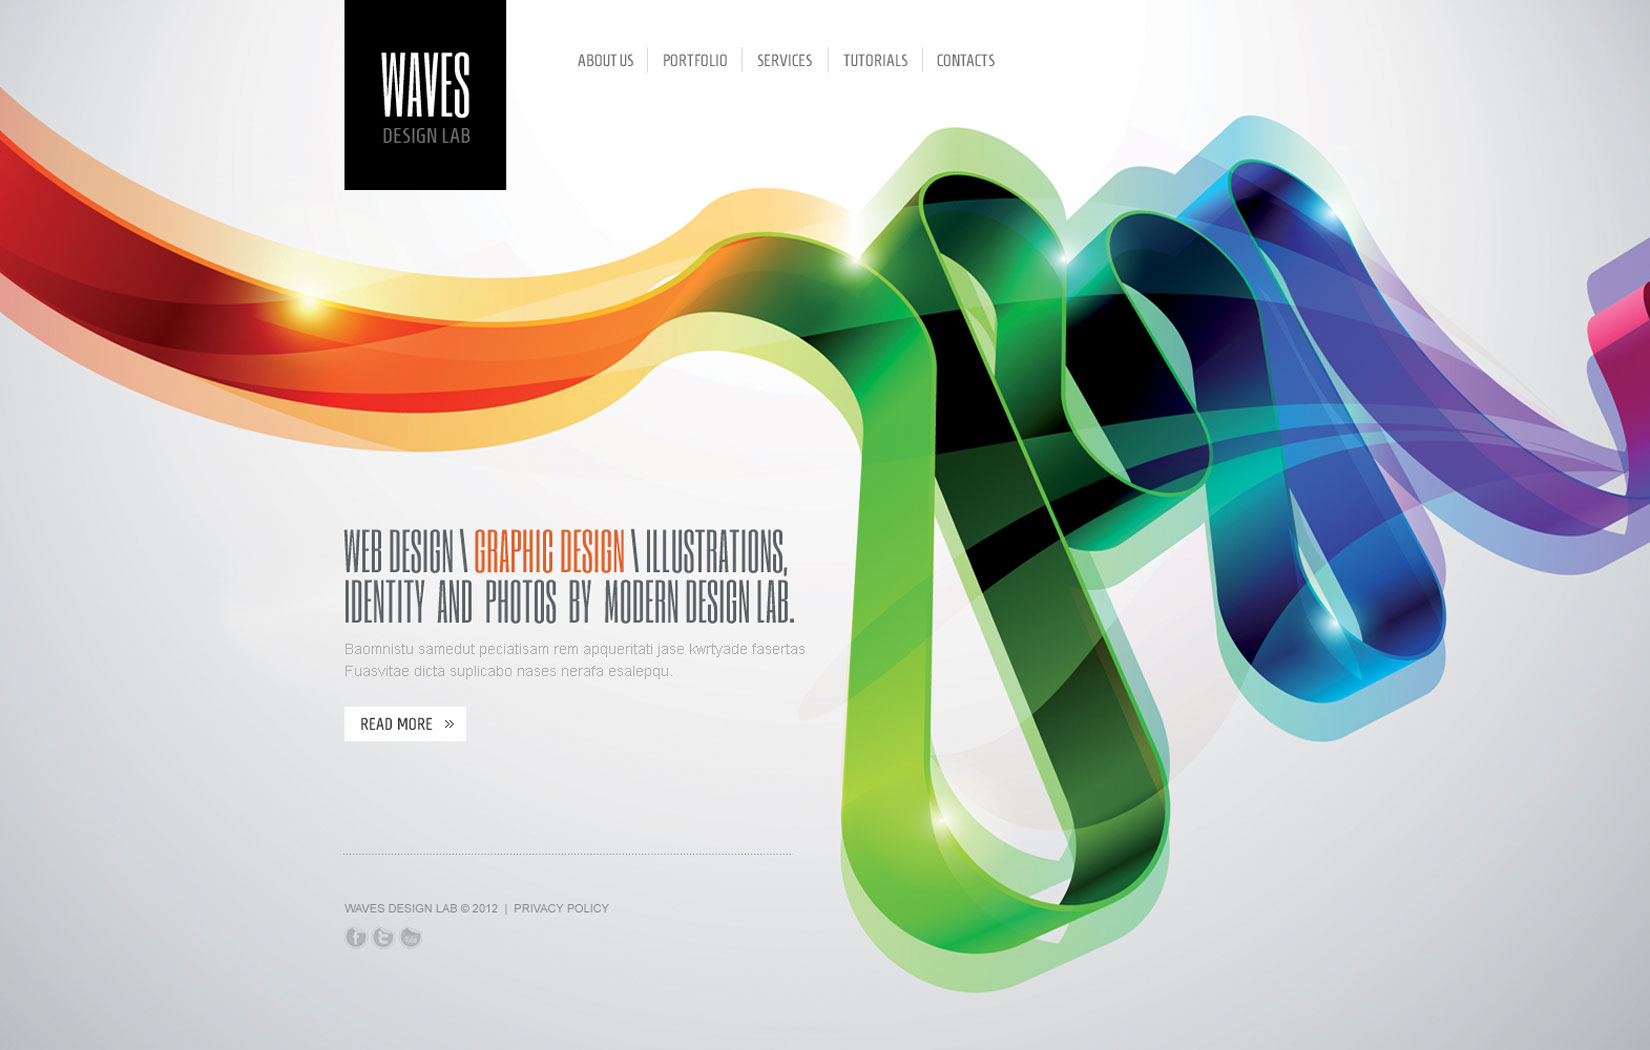 WAVES
DESIGN LAB
ABOUT US
PORTFOLIO
SERVICES
TUTORIALS
CONTACTS
WEB DESIGN \ GRAPHIC DESIGN \ ILLUSTRATIONS,
IDENTITY AND PHOTOS BY MODERN DESIGN LAB.
Baomnistu samedut peciatisam rem apqueritati jase kwrtyade fasertas
Fuasvitae dicta suplicabo nases nerafa esalepqu.
READ MORE »
WAVES DESIGN LAB © 2012 | PRIVACY POLICY